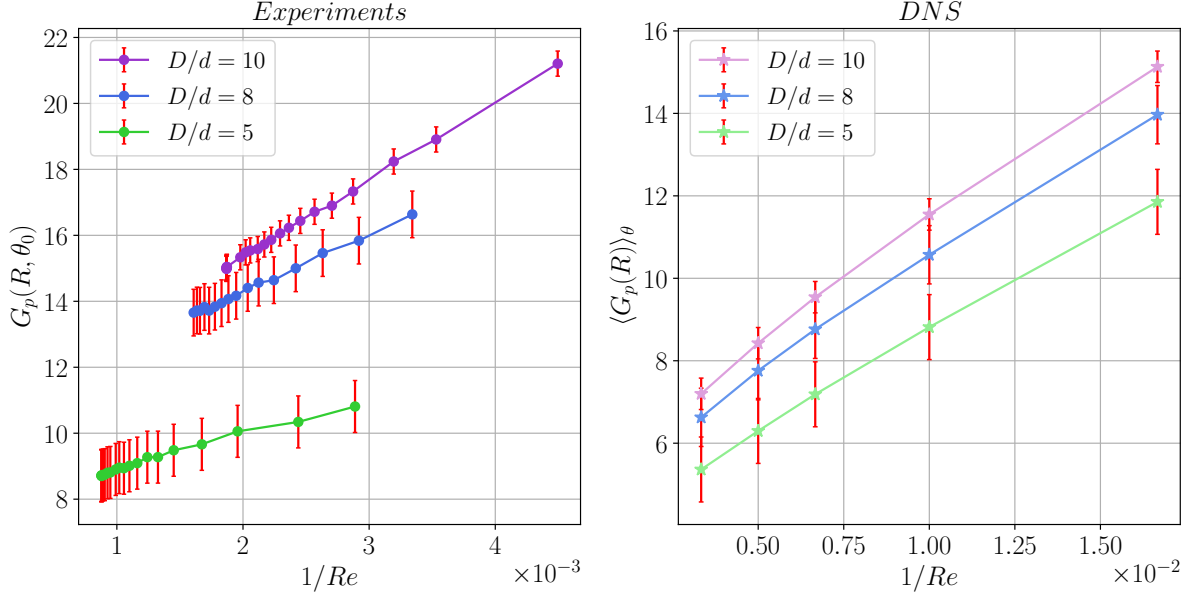 Experiments
G_p(R, θ_0)
22
20
18
16
14
12
10
8
D/d = 10
D/d = 8
D/d = 5
1 2 3 4
1/Re
×10^{-3}
DNS
⟨G_p(R)⟩_θ
16
14
12
10
8
6
D/d = 10
D/d = 8
D/d = 5
0.50 0.75 1.00 1.25 1.50
1/Re
×10^{-2}